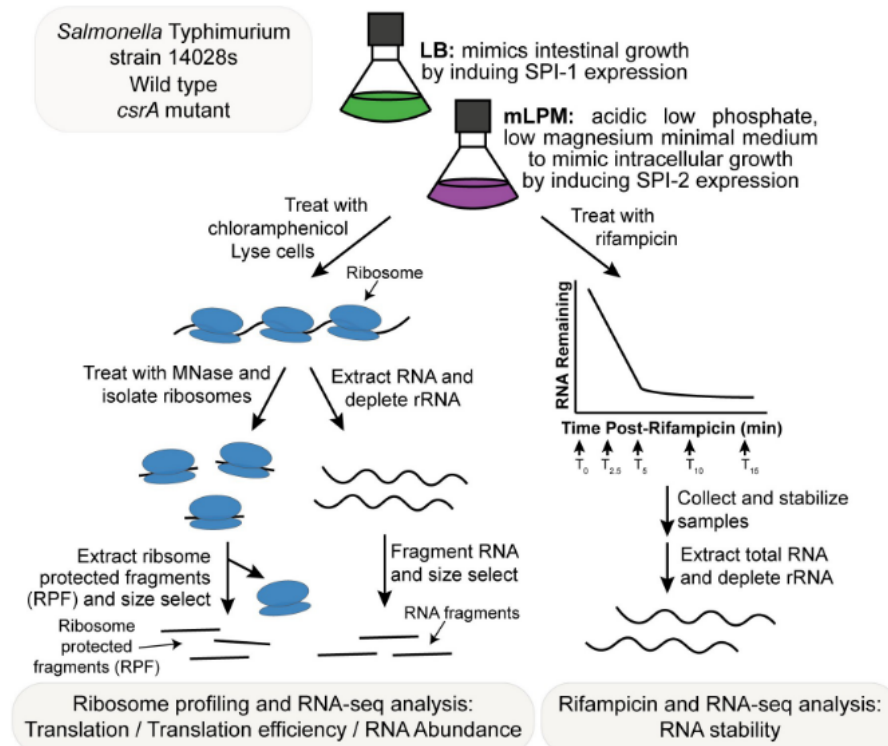 Salmonella Typhimurium
strain 14028s
Wild type
csrA mutant
LB: mimics intestinal growth
by induing SPI-1 expression
mLPM: acidic low phosphate,
low magnesium minimal medium
to mimic intracellular growth
by inducing SPI-2 expression
Treat with
chloramphenicol
Lyse cells
Treat with
rifampicin
Ribosome
Treat with MNase and
isolate ribosomes
Extract RNA and
deplete rRNA
RNA Remaining
Time Post-Rifampicin (min)
T0 T2.5 T5 T10 T15
Collect and stabilize
samples
Extract ribsome
protected fragments
(RPF) and size select
Fragment RNA
and size select
Extract total RNA
and deplete rRNA
Ribosome
protected
fragments (RPF)
RNA fragments
Ribosome profiling and RNA-seq analysis:
Translation / Translation efficiency / RNA Abundance
Rifampicin and RNA-seq analysis:
RNA stability